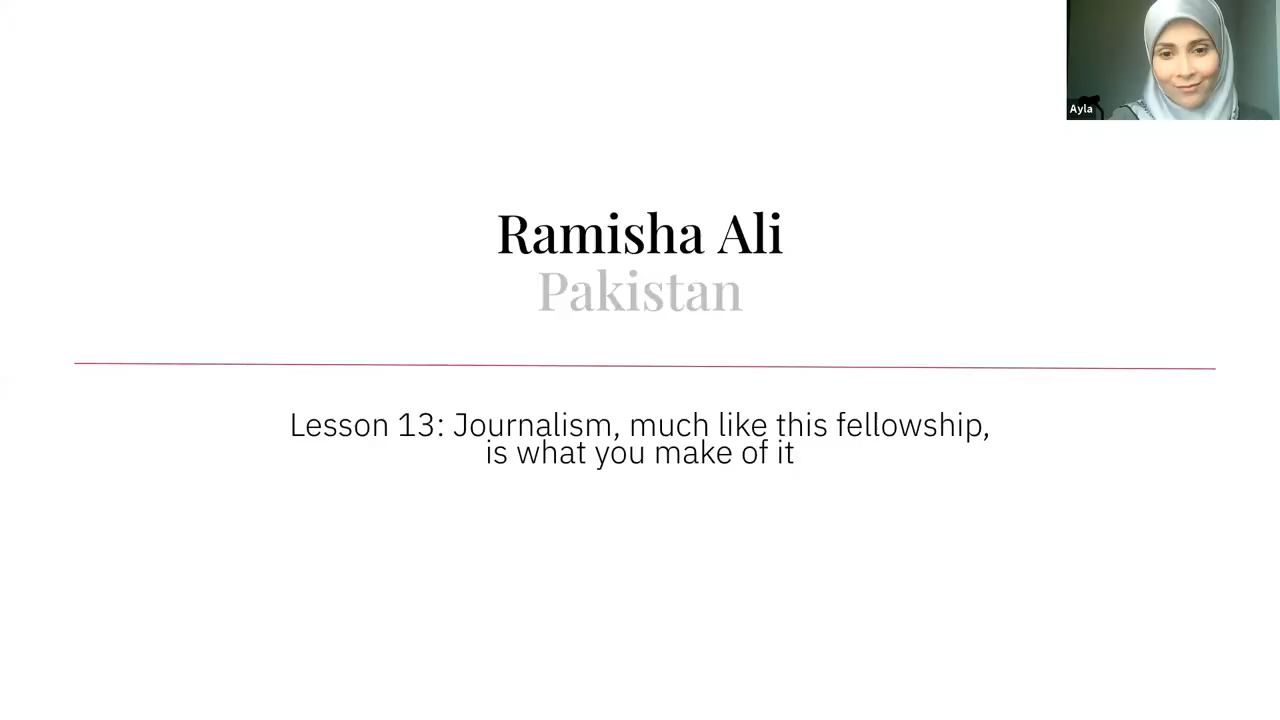 Ayla
Ramisha Ali
Pakistan
Lesson 13: Journalism, much like this fellowship,
is what you make of it